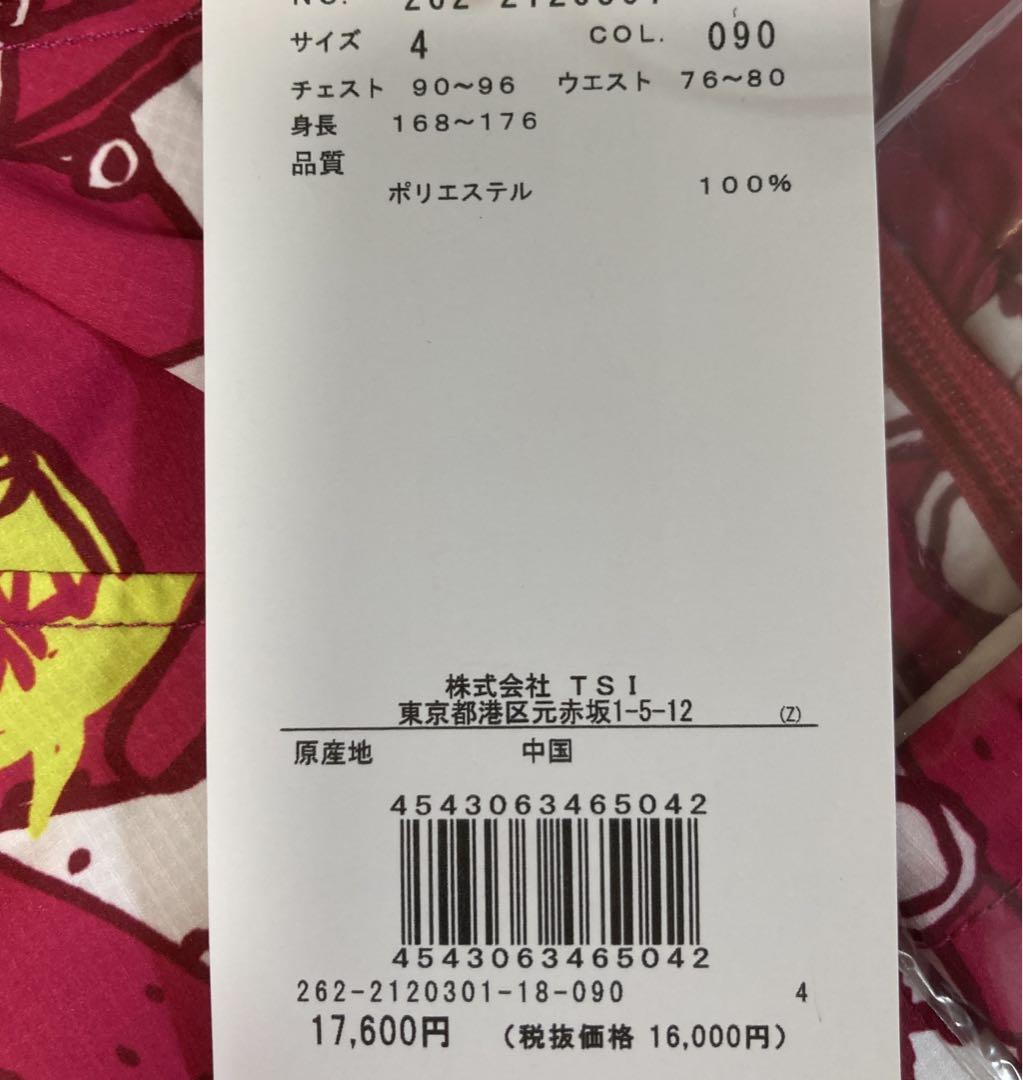 サイズ 4 COL. 090
チェスト 90〜96 ウエスト 76〜80
身長 168〜176
品質
ポリエステル 100%
株式会社 TSI
東京都港区元赤坂1-5-12 (Z)
原産地 中国
4543063465042
4543063465042
262-2120301-18-090 4
17,600円 (税抜価格 16,000円)